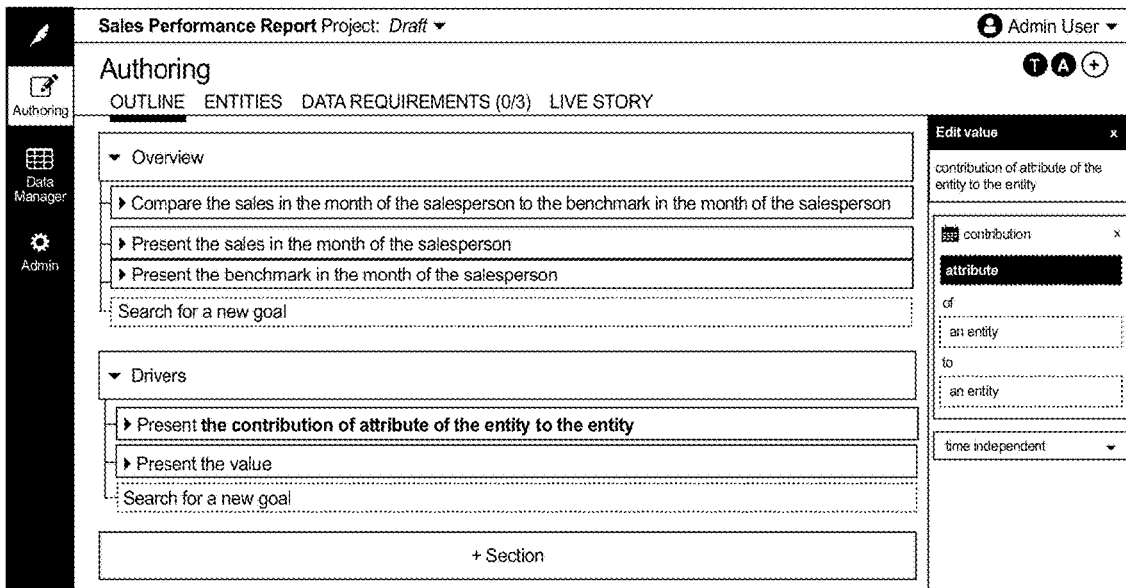 Sales Performance Report Project: Draft
Admin User
Authoring
T A +
OUTLINE ENTITIES DATA REQUIREMENTS (0/3) LIVE STORY
Authoring
Data
Manager
Admin
Overview
Compare the sales in the month of the salesperson to the benchmark in the month of the salesperson
Present the sales in the month of the salesperson
Present the benchmark in the month of the salesperson
Search for a new goal
Drivers
Present the contribution of attribute of the entity to the entity
Present the value
Search for a new goal
+ Section
Edit value x
contribution of attribute of the
entity to the entity
contribution x
attribute
of
an entity
to
an entity
time independent